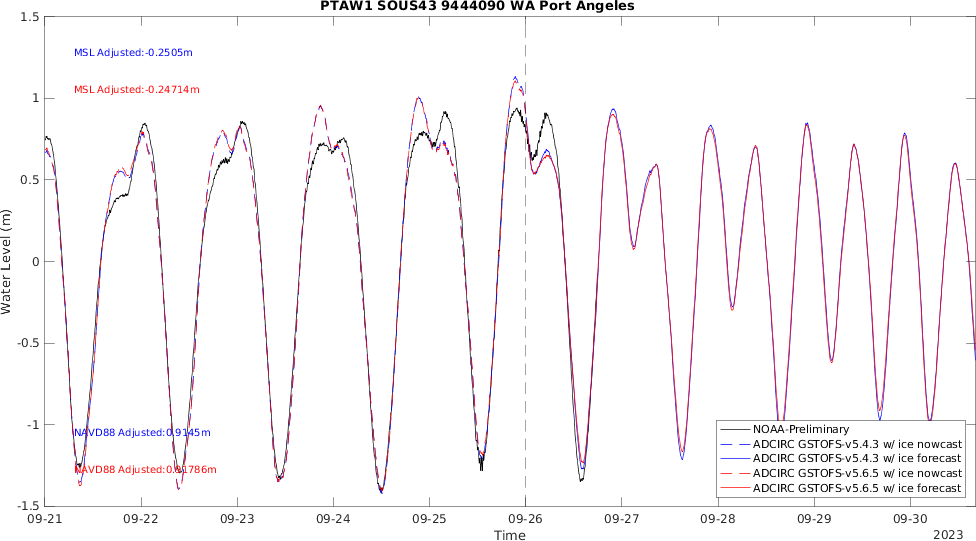 PTAW1 SOUS43 9444090 WA Port Angeles
1.5
MSL Adjusted:-0.2505m
1
MSL Adjusted:-0.24714m
0.5
Water Level (m)
0
-0.5
-1
NAVD88 Adjusted:0.9145m
NAVD88 Adjusted:0.91786m
-1.5
NOAA-Preliminary
ADCIRC GSTOFS-v5.4.3 w/ ice nowcast
ADCIRC GSTOFS-v5.4.3 w/ ice forecast
ADCIRC GSTOFS-v5.6.5 w/ ice nowcast
ADCIRC GSTOFS-v5.6.5 w/ ice forecast
09-21 09-22 09-23 09-24 09-25 09-26 09-27 09-28 09-29 09-30
Time
2023